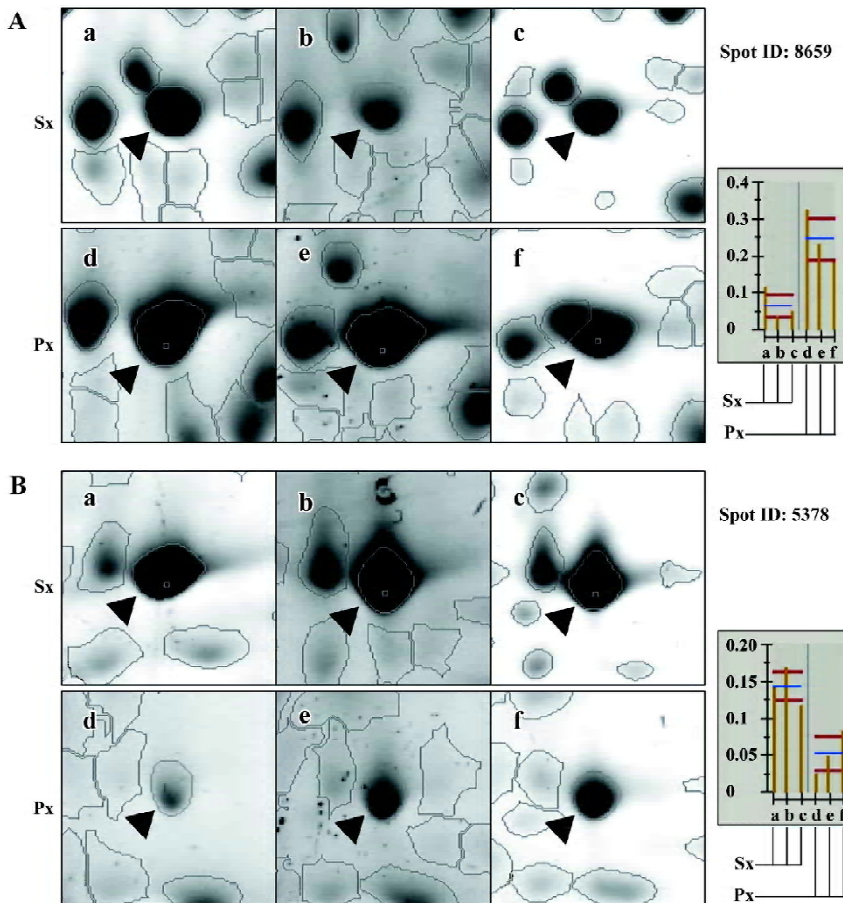 A
a
b
c
Spot ID: 8659
Sx
d
e
f
Px
0.4
0.3
0.2
0.1
0
a b c d e f
Sx
Px
B
a
b
c
Spot ID: 5378
Sx
d
e
f
Px
0.20
0.15
0.10
0.05
0
a b c d e f
Sx
Px